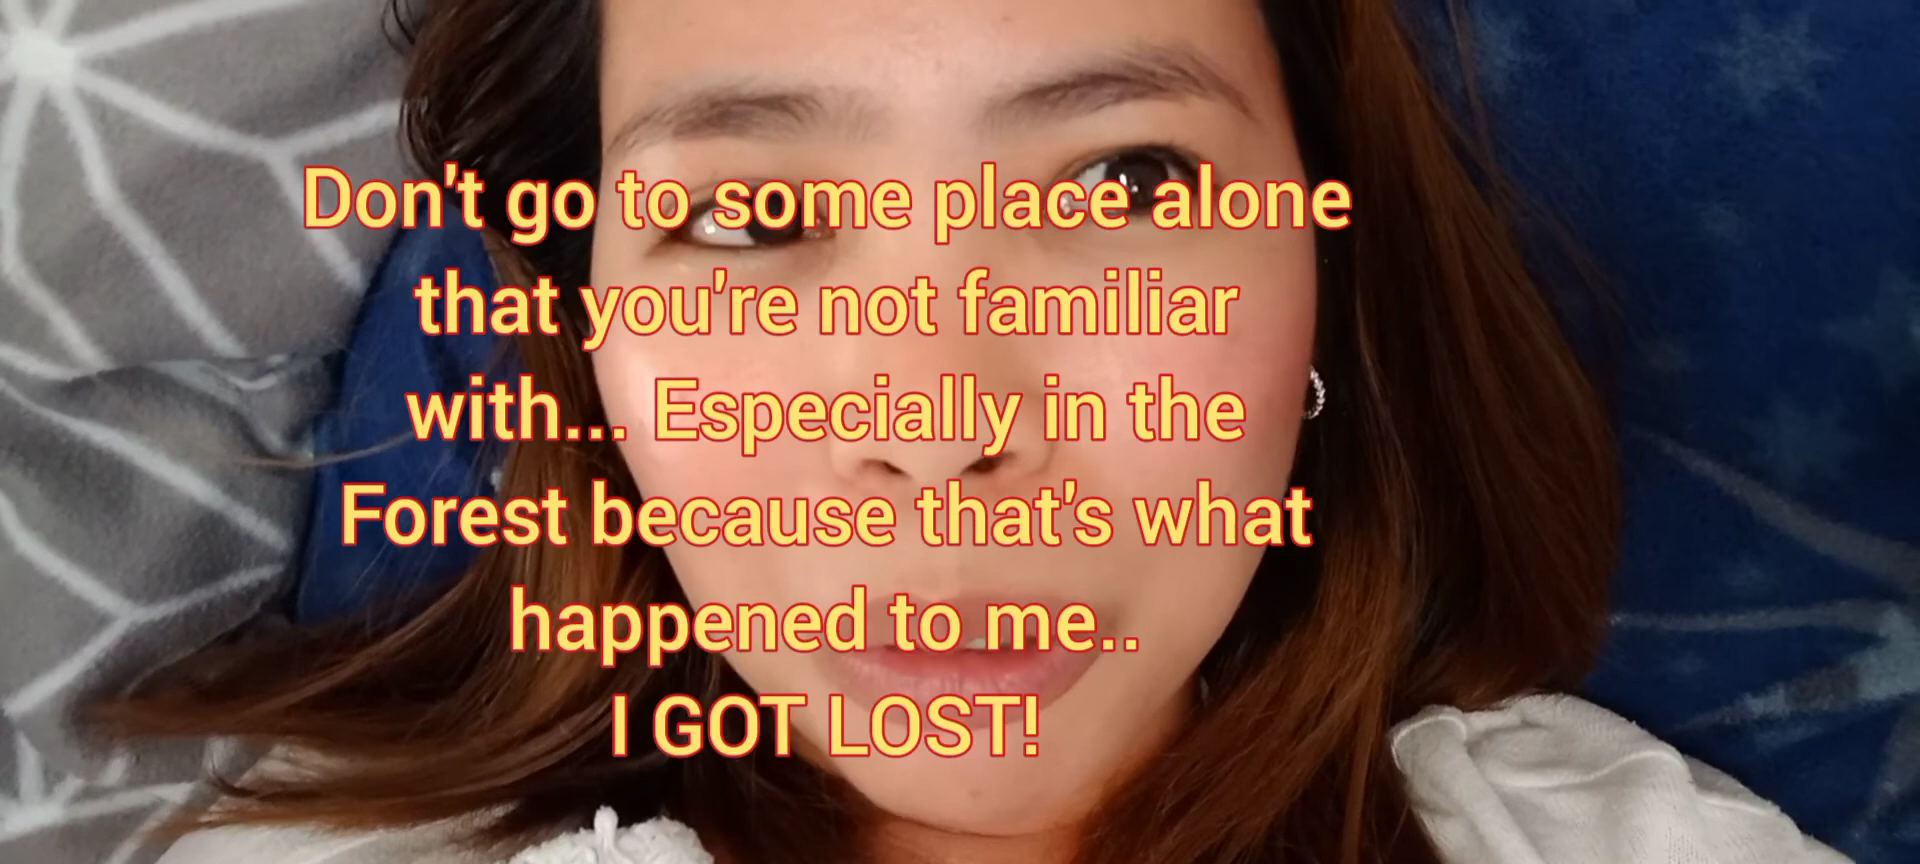 Don't go to some place alone
that you're not familiar
with... Especially in the
Forest because that's what
happened to me..
I GOT LOST!